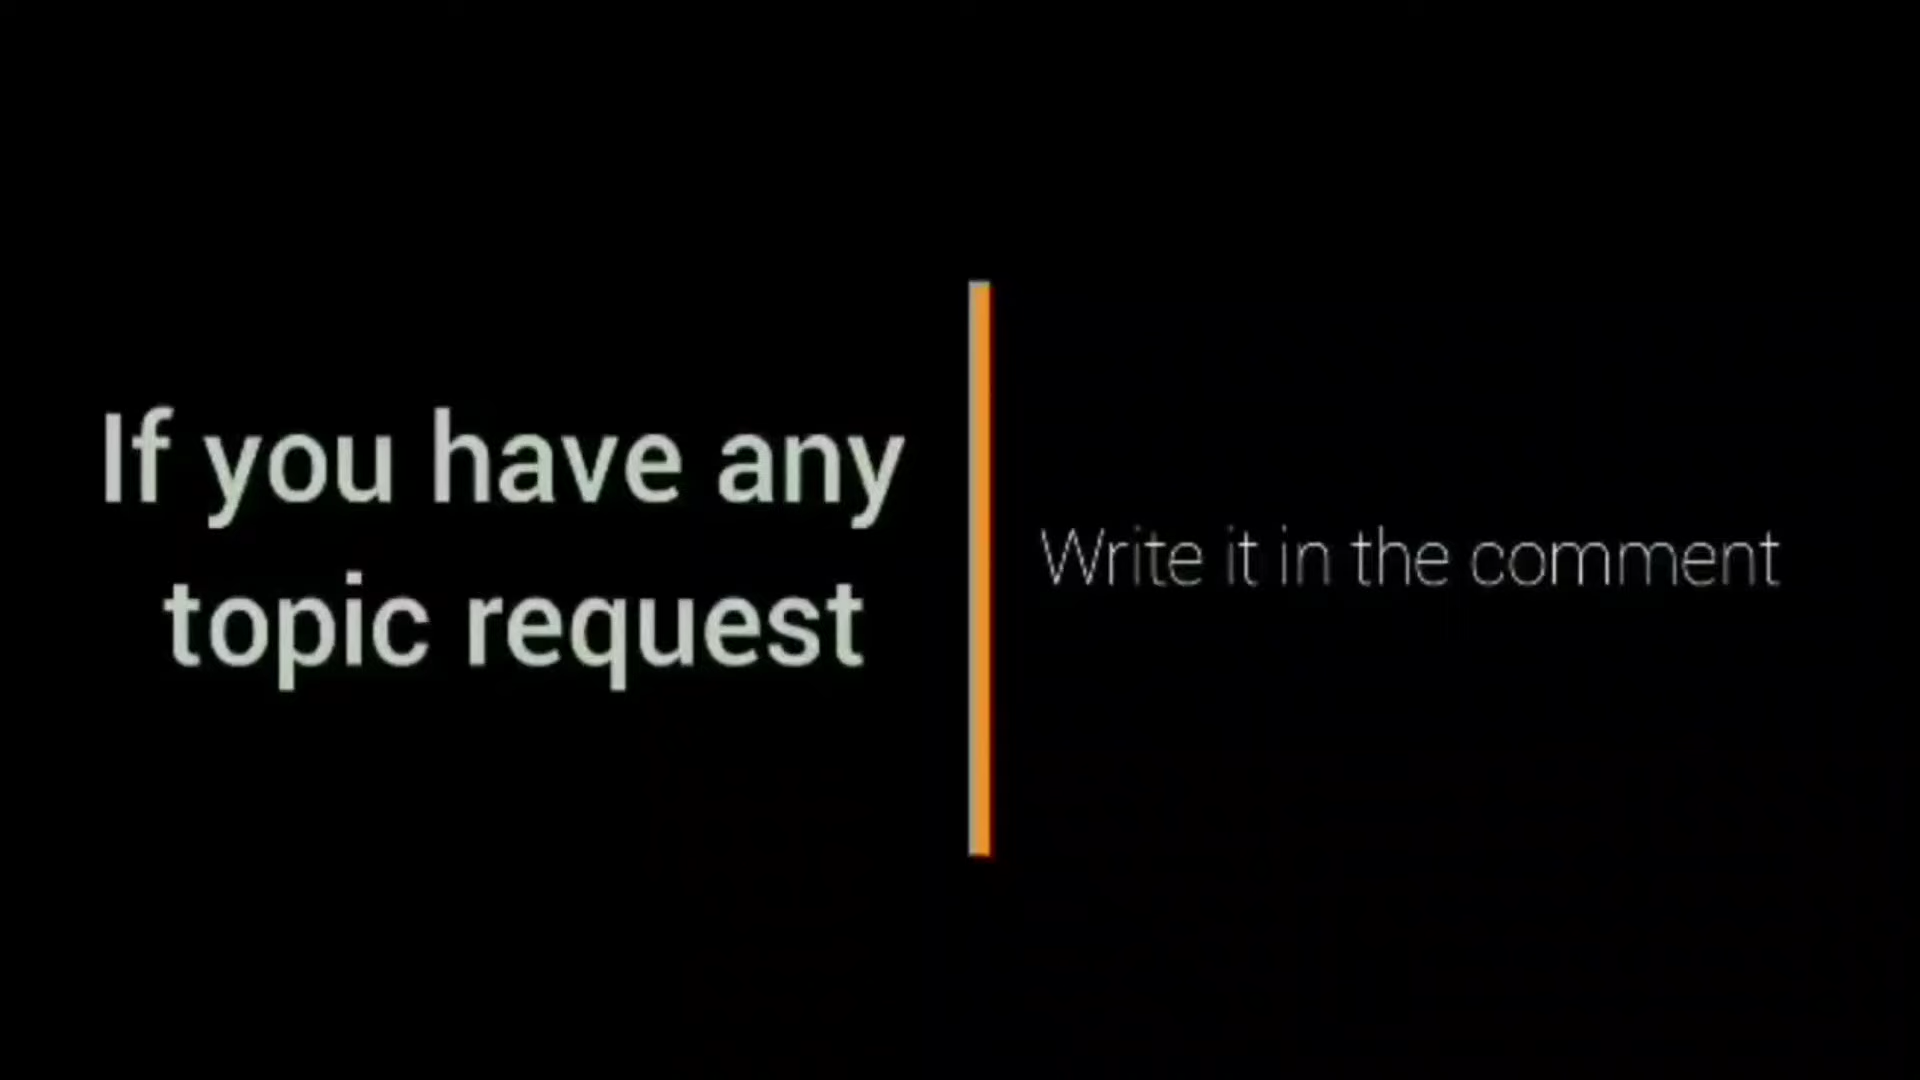 If you have any
topic request
Write it in the comment